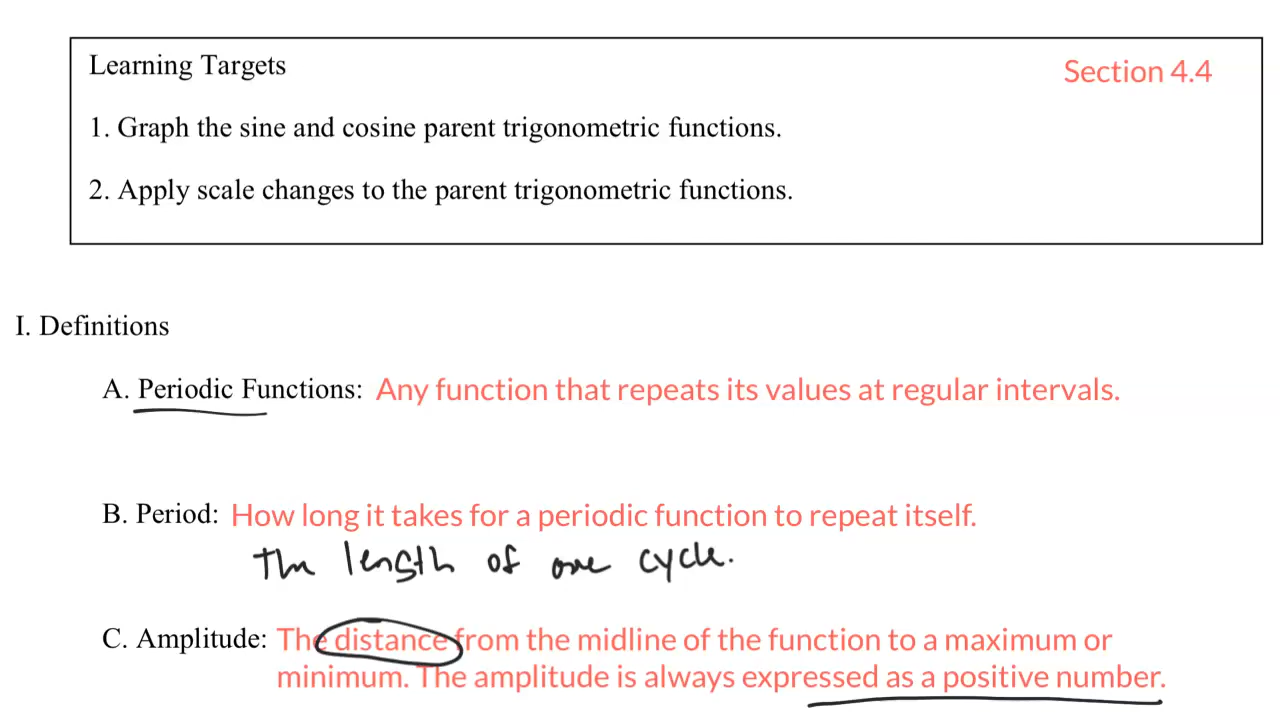 Learning Targets
Section 4.4
1. Graph the sine and cosine parent trigonometric functions.
2. Apply scale changes to the parent trigonometric functions.
I. Definitions
A. Periodic Functions: Any function that repeats its values at regular intervals.
B. Period: How long it takes for a periodic function to repeat itself.
The length of one cycle.
C. Amplitude: The distance from the midline of the function to a maximum or
minimum. The amplitude is always expressed as a positive number.